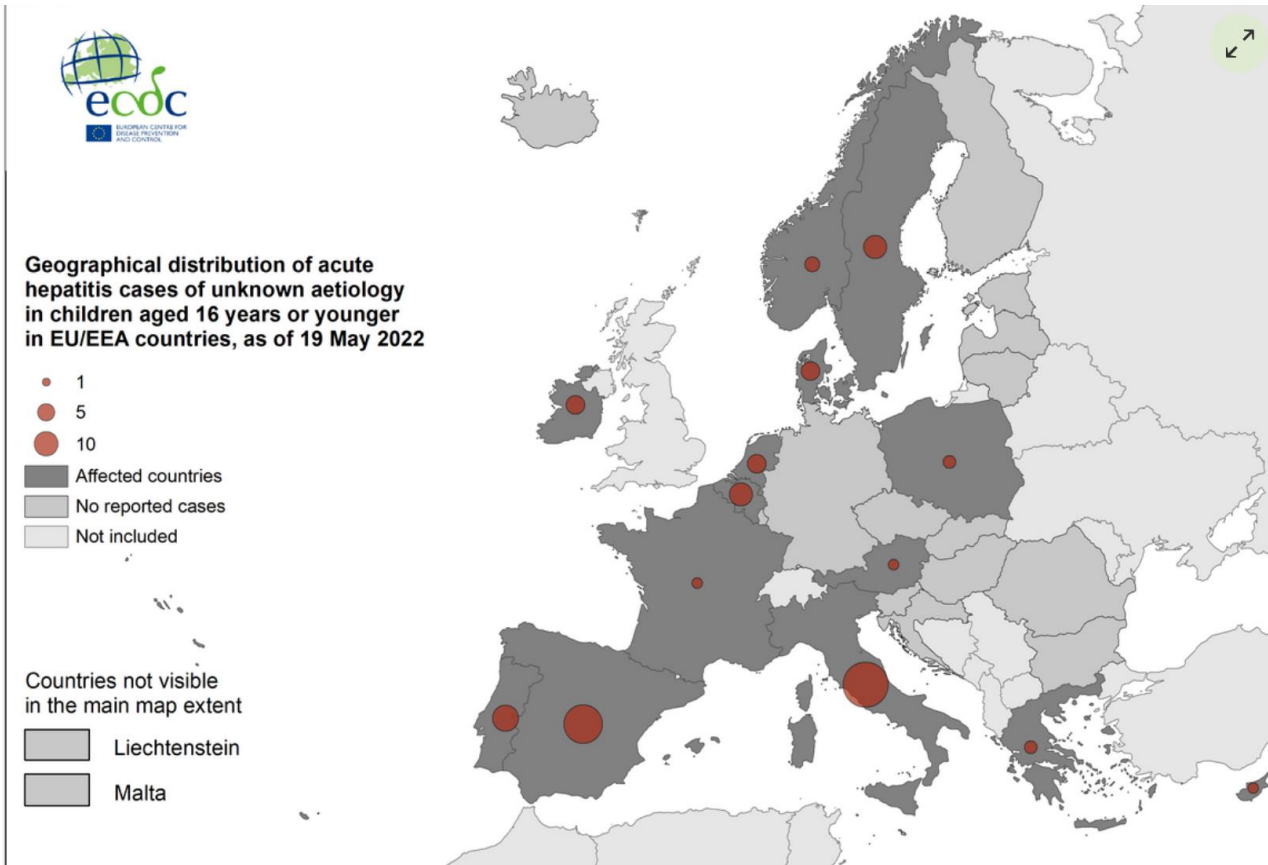 ecdc
EUROPEAN CENTRE FOR
DISEASE PREVENTION
AND CONTROL
Geographical distribution of acute
hepatitis cases of unknown aetiology
in children aged 16 years or younger
in EU/EEA countries, as of 19 May 2022
1
5
10
Affected countries
No reported cases
Not included
Countries not visible
in the main map extent
Liechtenstein
Malta